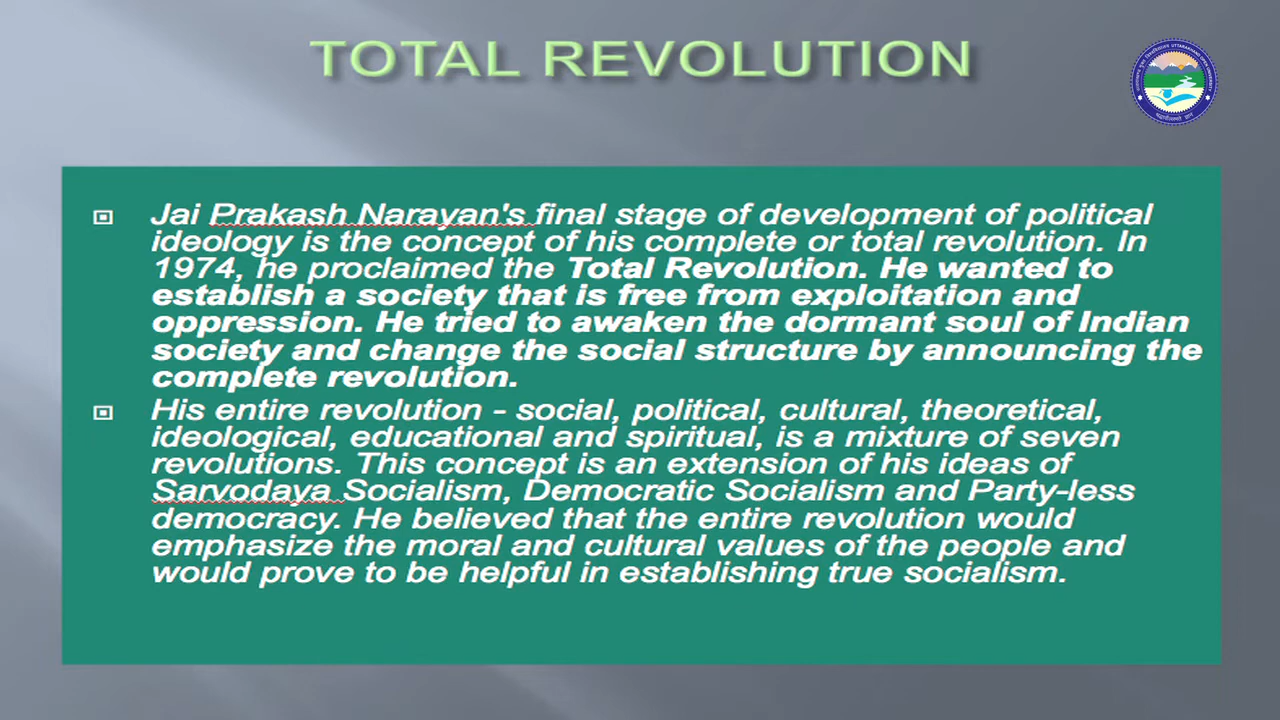 TOTAL REVOLUTION
Jai Prakash Narayan's final stage of development of political
ideology is the concept of his complete or total revolution. In
1974, he proclaimed the Total Revolution. He wanted to
establish a society that is free from exploitation and
oppression. He tried to awaken the dormant soul of Indian
society and change the social structure by announcing the
complete revolution.
His entire revolution - social, political, cultural, theoretical,
ideological, educational and spiritual, is a mixture of seven
revolutions. This concept is an extension of his ideas of
Sarvodaya Socialism, Democratic Socialism and Party-less
democracy. He believed that the entire revolution would
emphasize the moral and cultural values of the people and
would prove to be helpful in establishing true socialism.